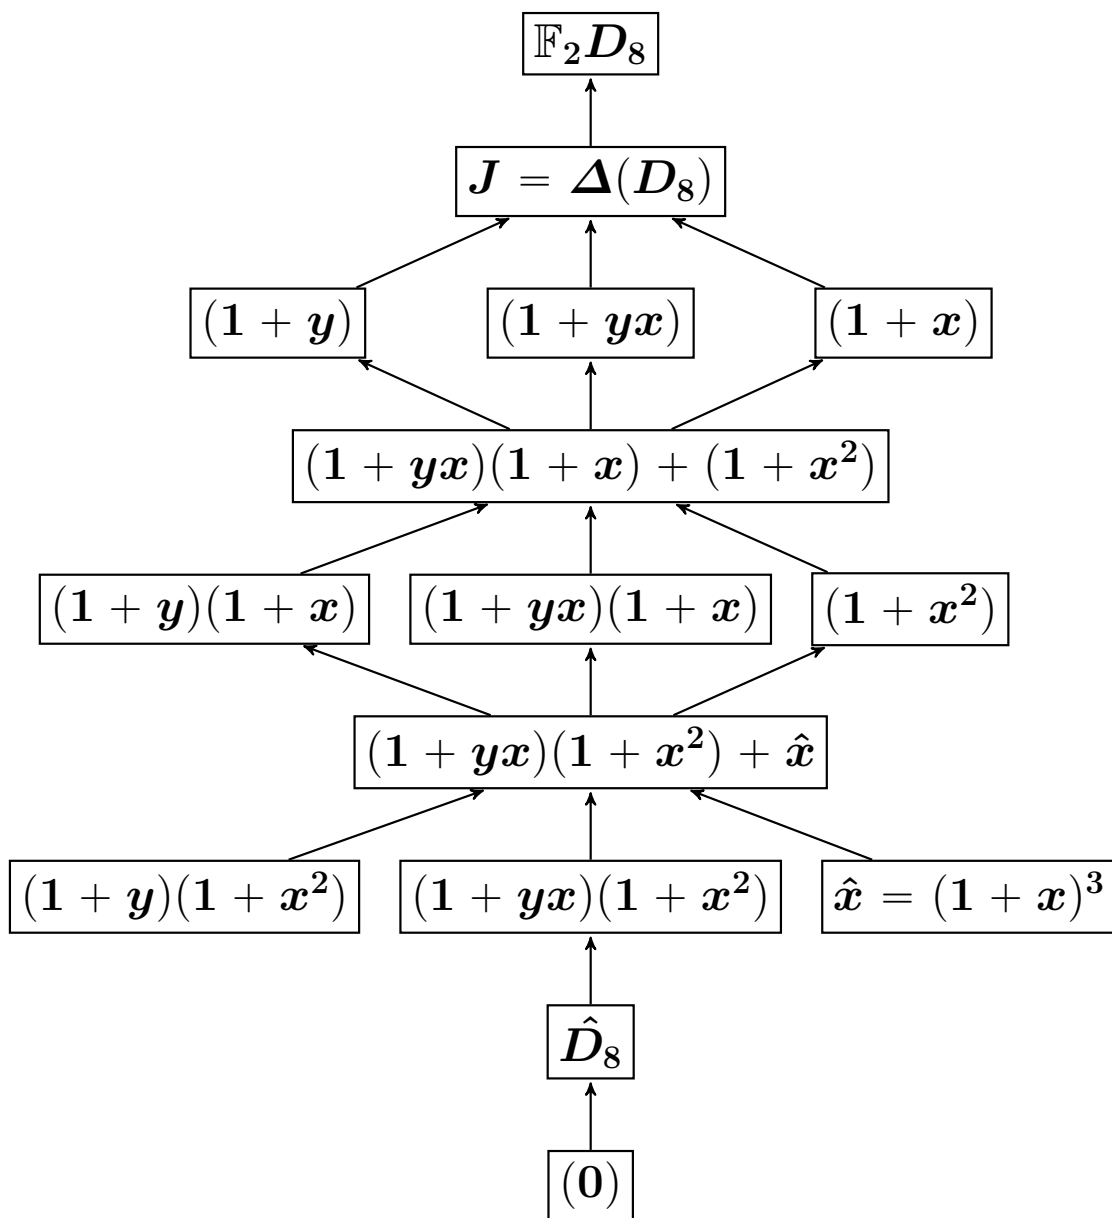 𝔽₂D₈
J = Δ(D₈)
(1 + y) (1 + yx) (1 + x)
(1 + yx)(1 + x) + (1 + x²)
(1 + y)(1 + x) (1 + yx)(1 + x) (1 + x²)
(1 + yx)(1 + x²) + x̂
(1 + y)(1 + x²) (1 + yx)(1 + x²) x̂ = (1 + x)³
D̂₈
(0)